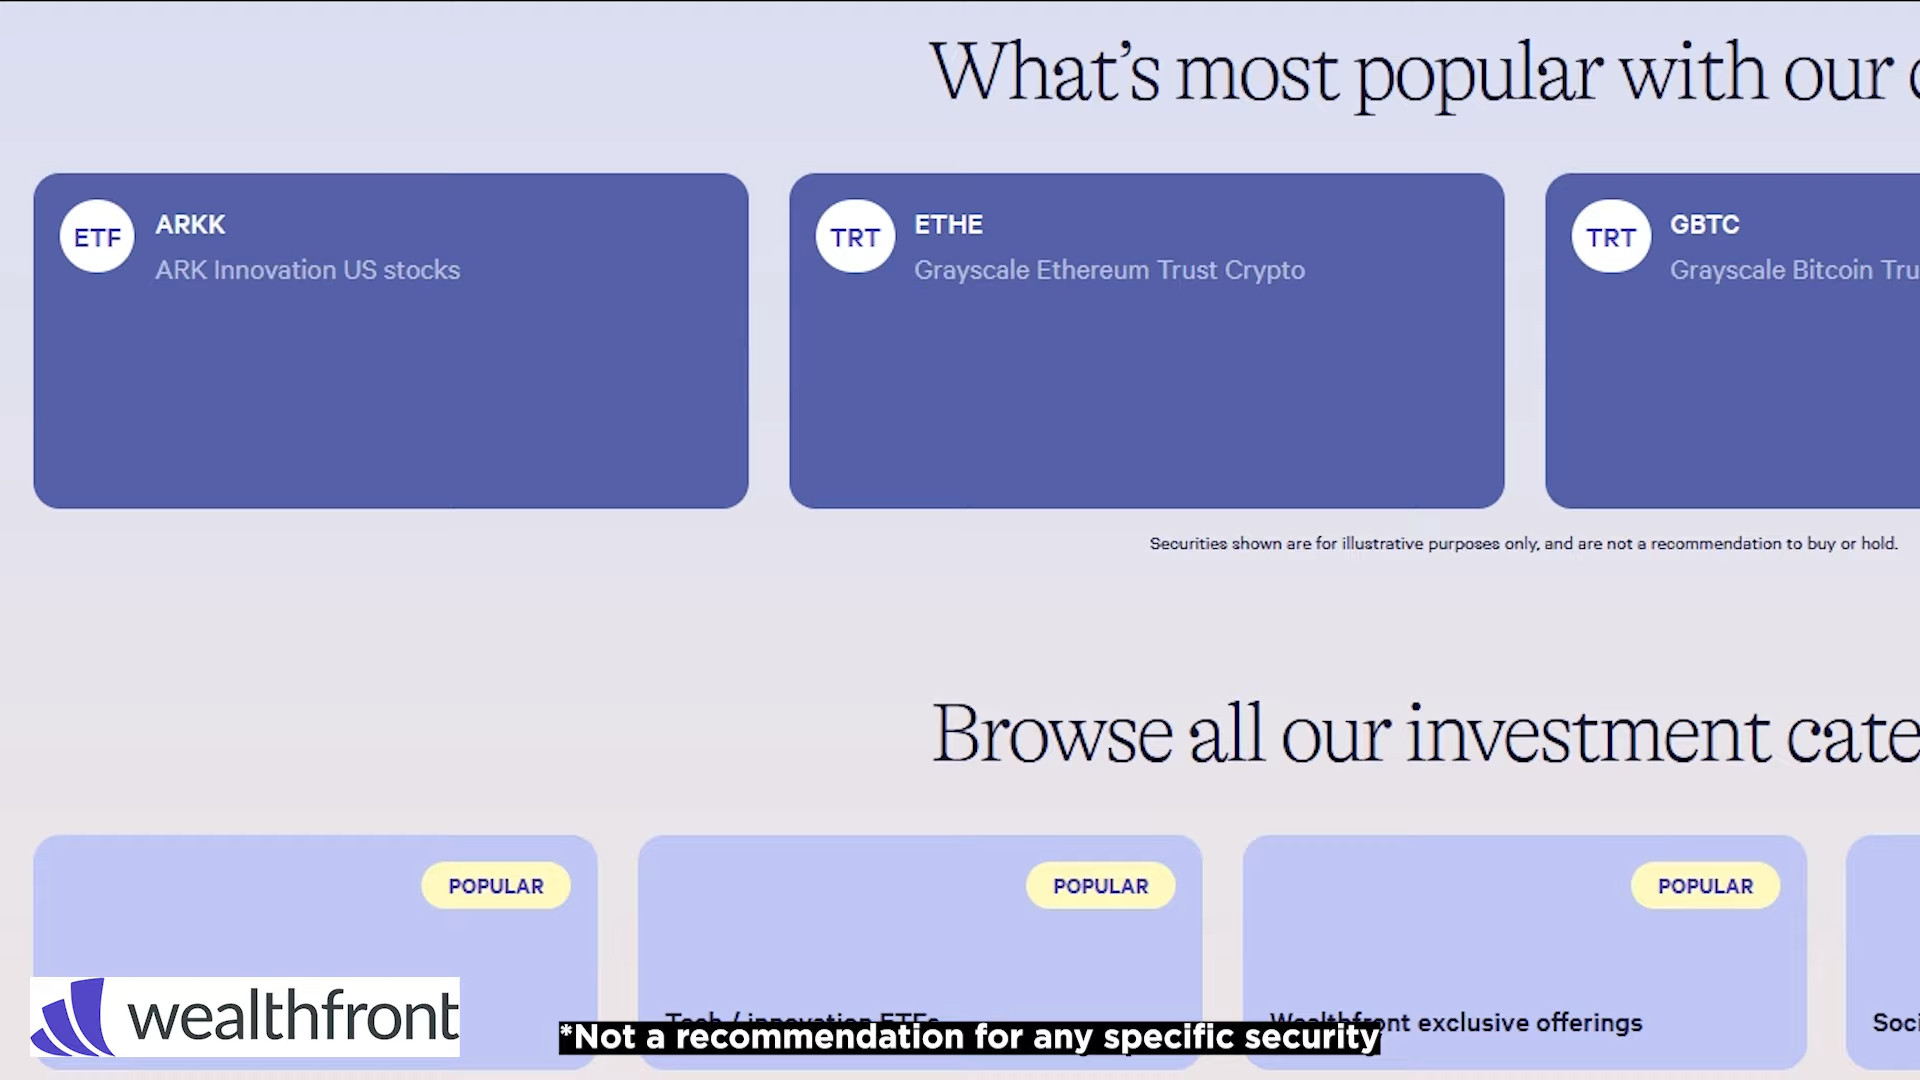 What's most popular with our
ETF
ARKK
ARK Innovation US stocks
TRT
ETHE
Grayscale Ethereum Trust Crypto
TRT
GBTC
Grayscale Bitcoin Tru
Securities shown are for illustrative purposes only, and are not a recommendation to buy or hold.
Browse all our investment cate
POPULAR
POPULAR
Tech / innovation ETFs
POPULAR
Wealthfront exclusive offerings
Soci
wealthfront
*Not a recommendation for any specific security